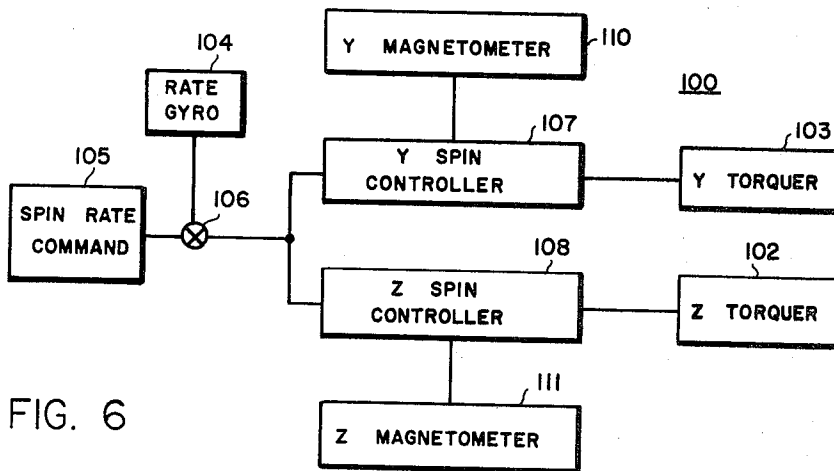 104
RATE
GYRO
105
SPIN RATE
COMMAND
106
Y MAGNETOMETER
110
100
107
Y SPIN
CONTROLLER
103
Y TORQUER
108
Z SPIN
CONTROLLER
102
Z TORQUER
111
Z MAGNETOMETER
FIG. 6